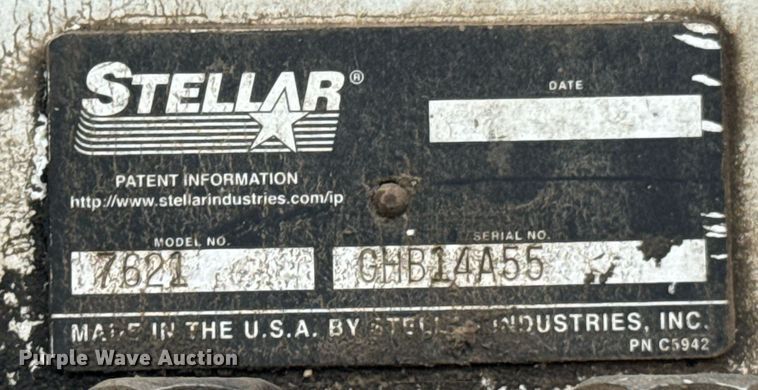 STELLAR®
DATE
PATENT INFORMATION
http://www.stellarindustries.com/ip
MODEL NO.
SERIAL NO.
7621
GHB14A55
MADE IN THE U.S.A. BY STELLAR INDUSTRIES, INC.
PN C5942
Purple Wave Auction